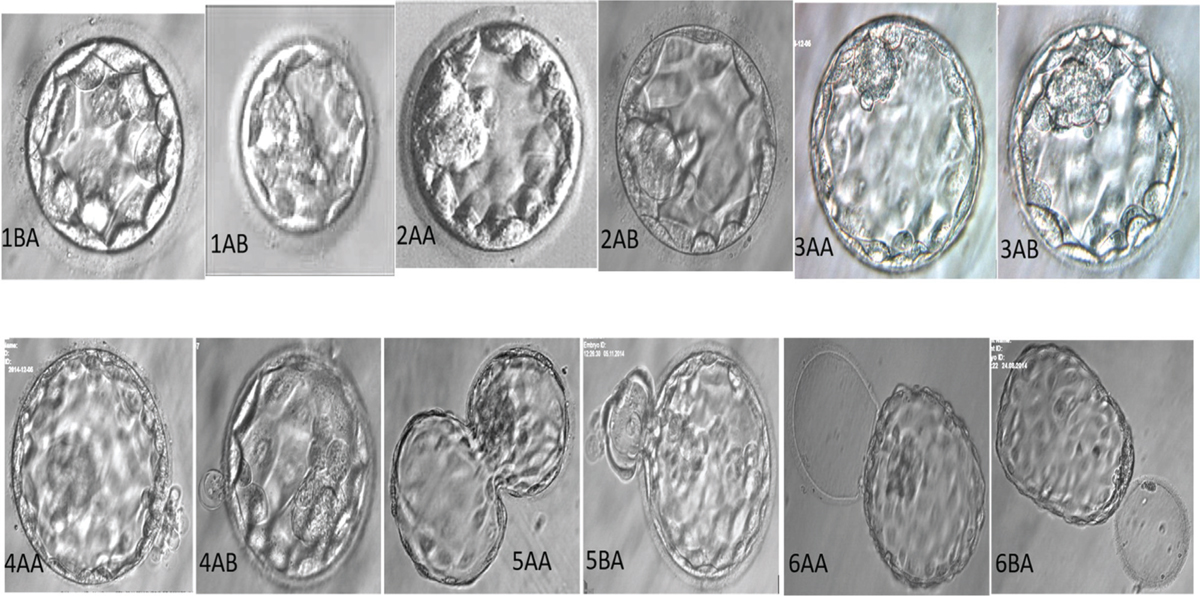 1BA
1AB
2AA
2AB
-12-06
3AA
3AB
Name:
ID:
ID:
2014-12-06
4AA
7
4AB
5AA
Embryo ID:
12:26:30 05.11.2014
5BA
6AA
Name:
ID:
yo ID:
:22 24.08.2014
6BA